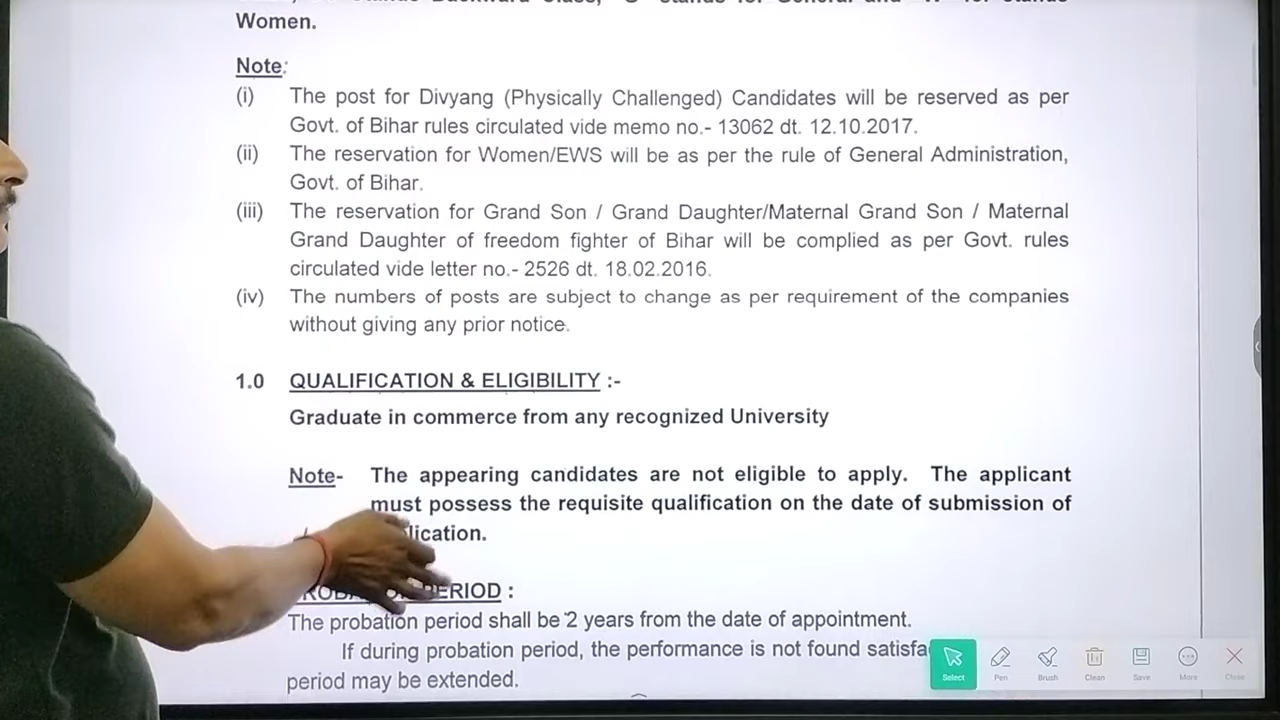 Women.
Note:
(i) The post for Divyang (Physically Challenged) Candidates will be reserved as per
Govt. of Bihar rules circulated vide memo no.- 13062 dt. 12.10.2017.
(ii) The reservation for Women/EWS will be as per the rule of General Administration,
Govt. of Bihar.
(iii) The reservation for Grand Son / Grand Daughter/Maternal Grand Son / Maternal
Grand Daughter of freedom fighter of Bihar will be complied as per Govt. rules
circulated vide letter no.- 2526 dt. 18.02.2016.
(iv) The numbers of posts are subject to change as per requirement of the companies
without giving any prior notice.
1.0 QUALIFICATION & ELIGIBILITY :-
Graduate in commerce from any recognized University
Note- The appearing candidates are not eligible to apply. The applicant
must possess the requisite qualification on the date of submission of
lication.
PERIOD :
The probation period shall be 2 years from the date of appointment.
If during probation period, the performance is not found satisfa
period may be extended.
Select Pen Brush Clean Save More Close